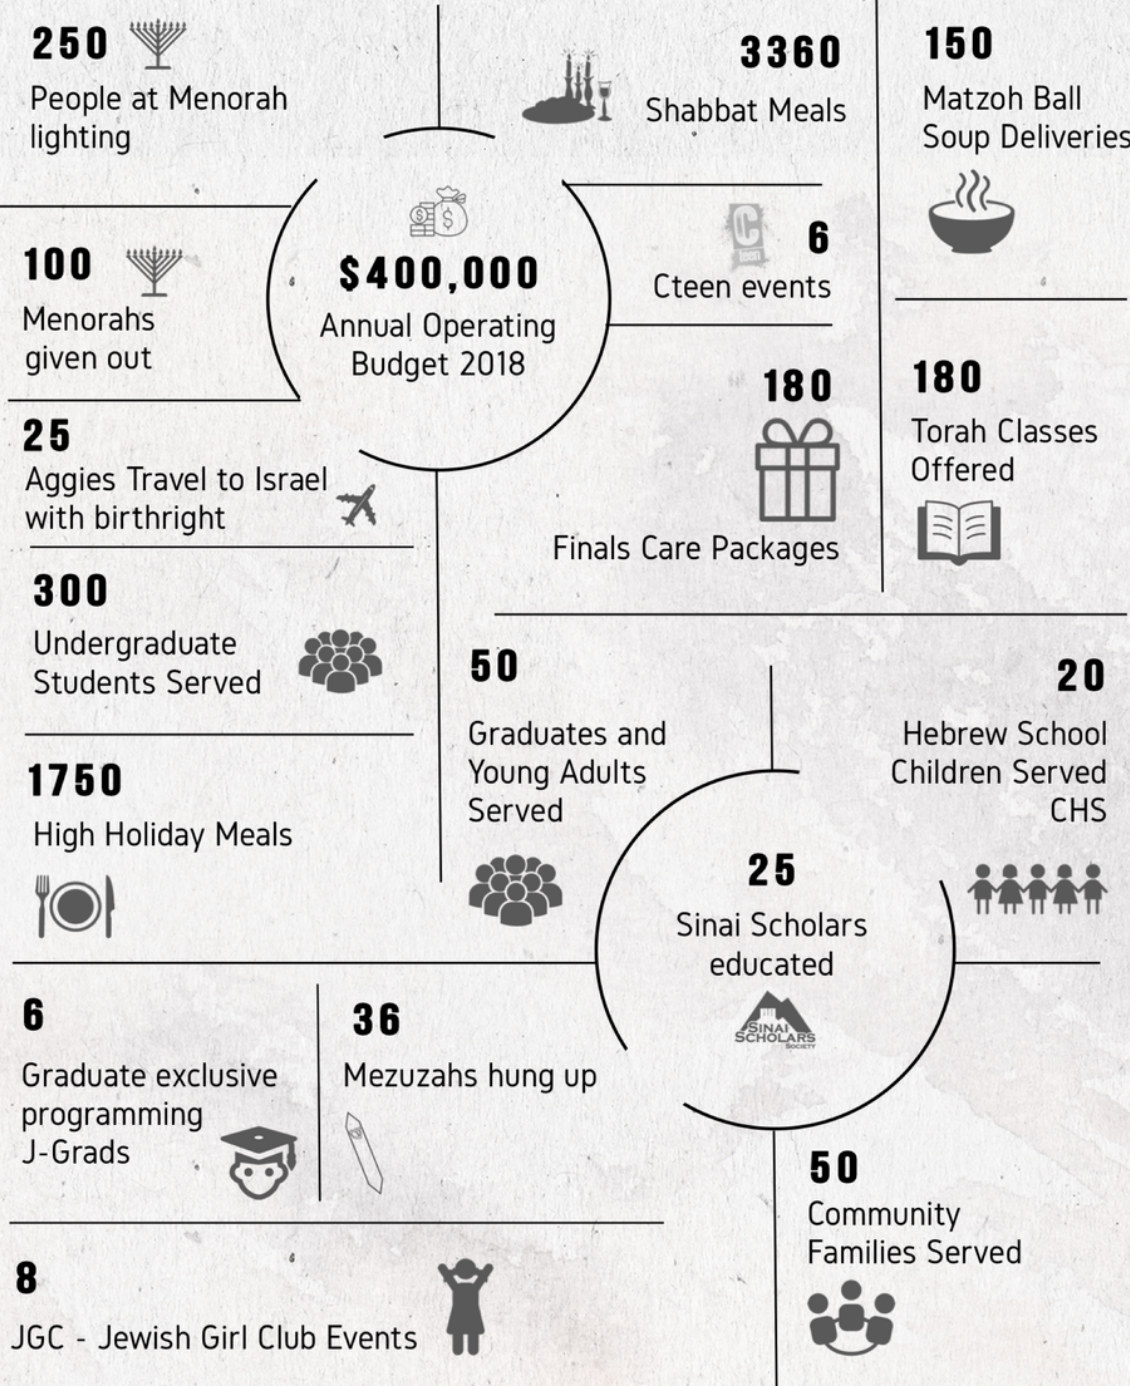 250
People at Menorah
lighting
3360
Shabbat Meals
150
Matzoh Ball
Soup Deliveries
100
Menorahs
given out
$400,000
Annual Operating
Budget 2018
C
teen
6
Cteen events
25
Aggies Travel to Israel
with birthright
180
Finals Care Packages
180
Torah Classes
Offered
300
Undergraduate
Students Served
50
Graduates and
Young Adults
Served
20
Hebrew School
Children Served
CHS
1750
High Holiday Meals
25
Sinai Scholars
educated
SINAI
SCHOLARS
SOCIETY
6
Graduate exclusive
programming
J-Grads
36
Mezuzahs hung up
50
Community
Families Served
8
JGC - Jewish Girl Club Events